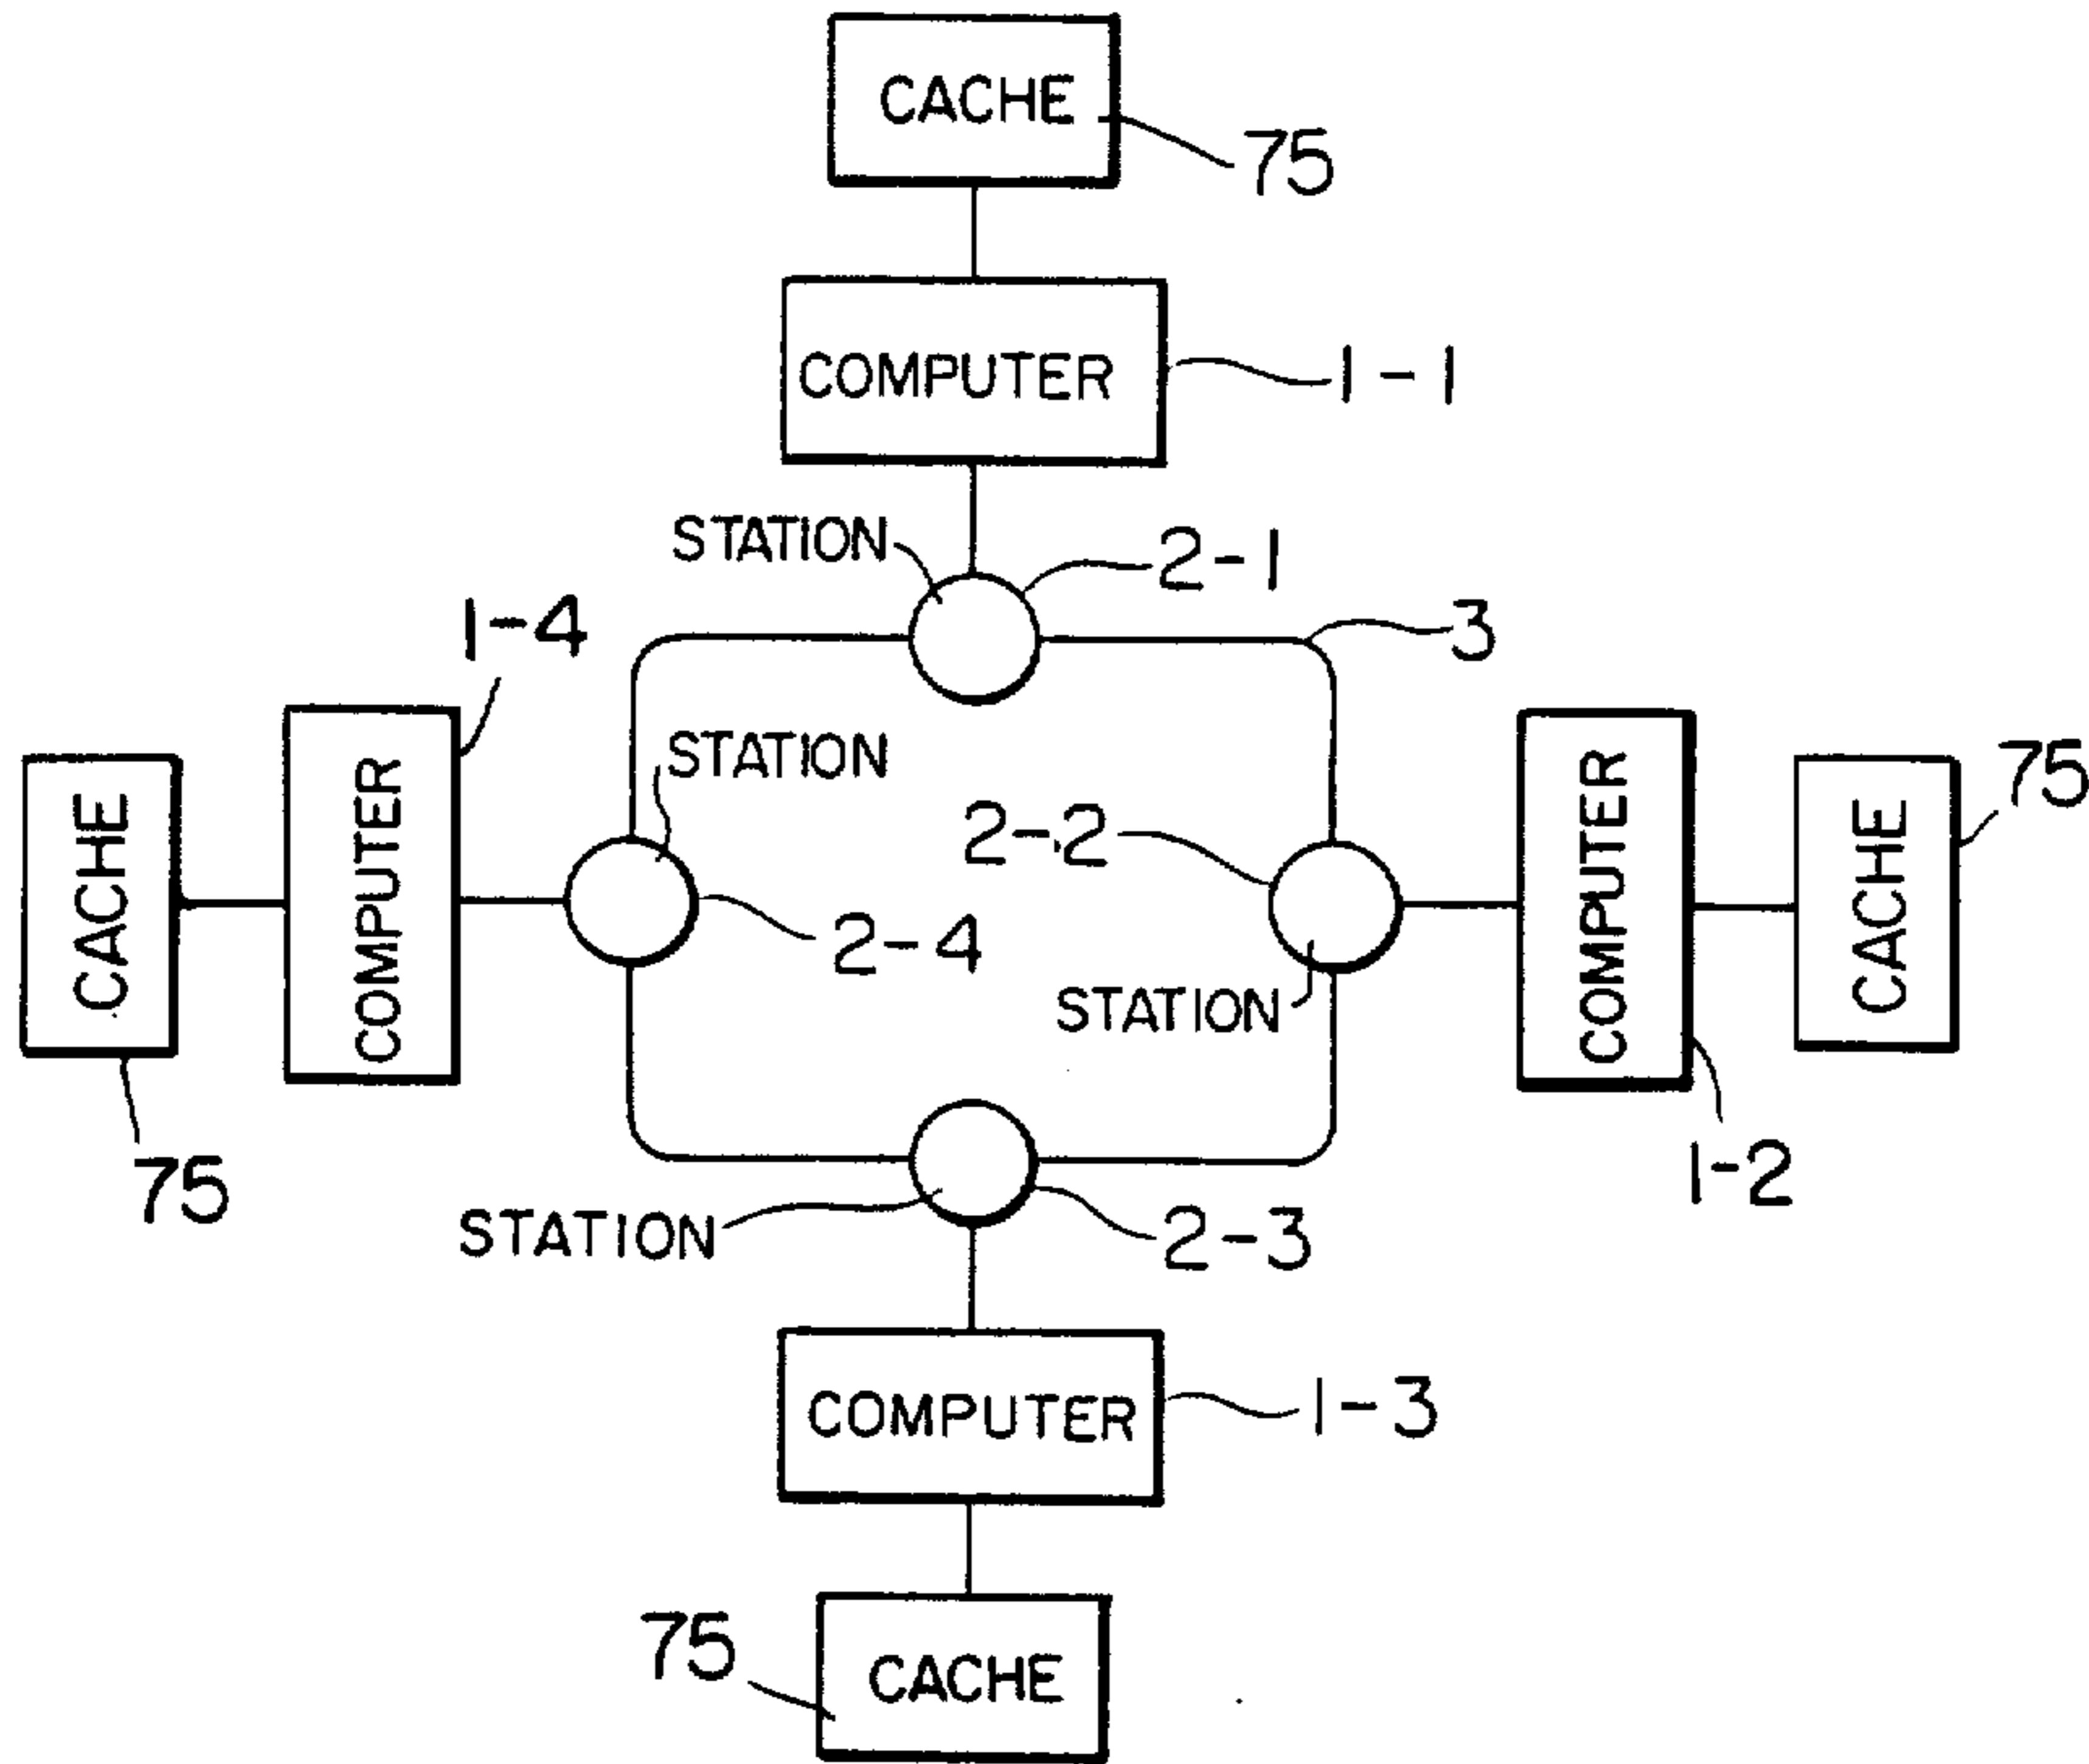 CACHE
75
COMPUTER
1-1
STATION
2-1
1-4
3
STATION
75
CACHE
COMPUTER
2-2
COMPUTER
CACHE
2-4
STATION
75
1-2
STATION
2-3
COMPUTER
1-3
75
CACHE